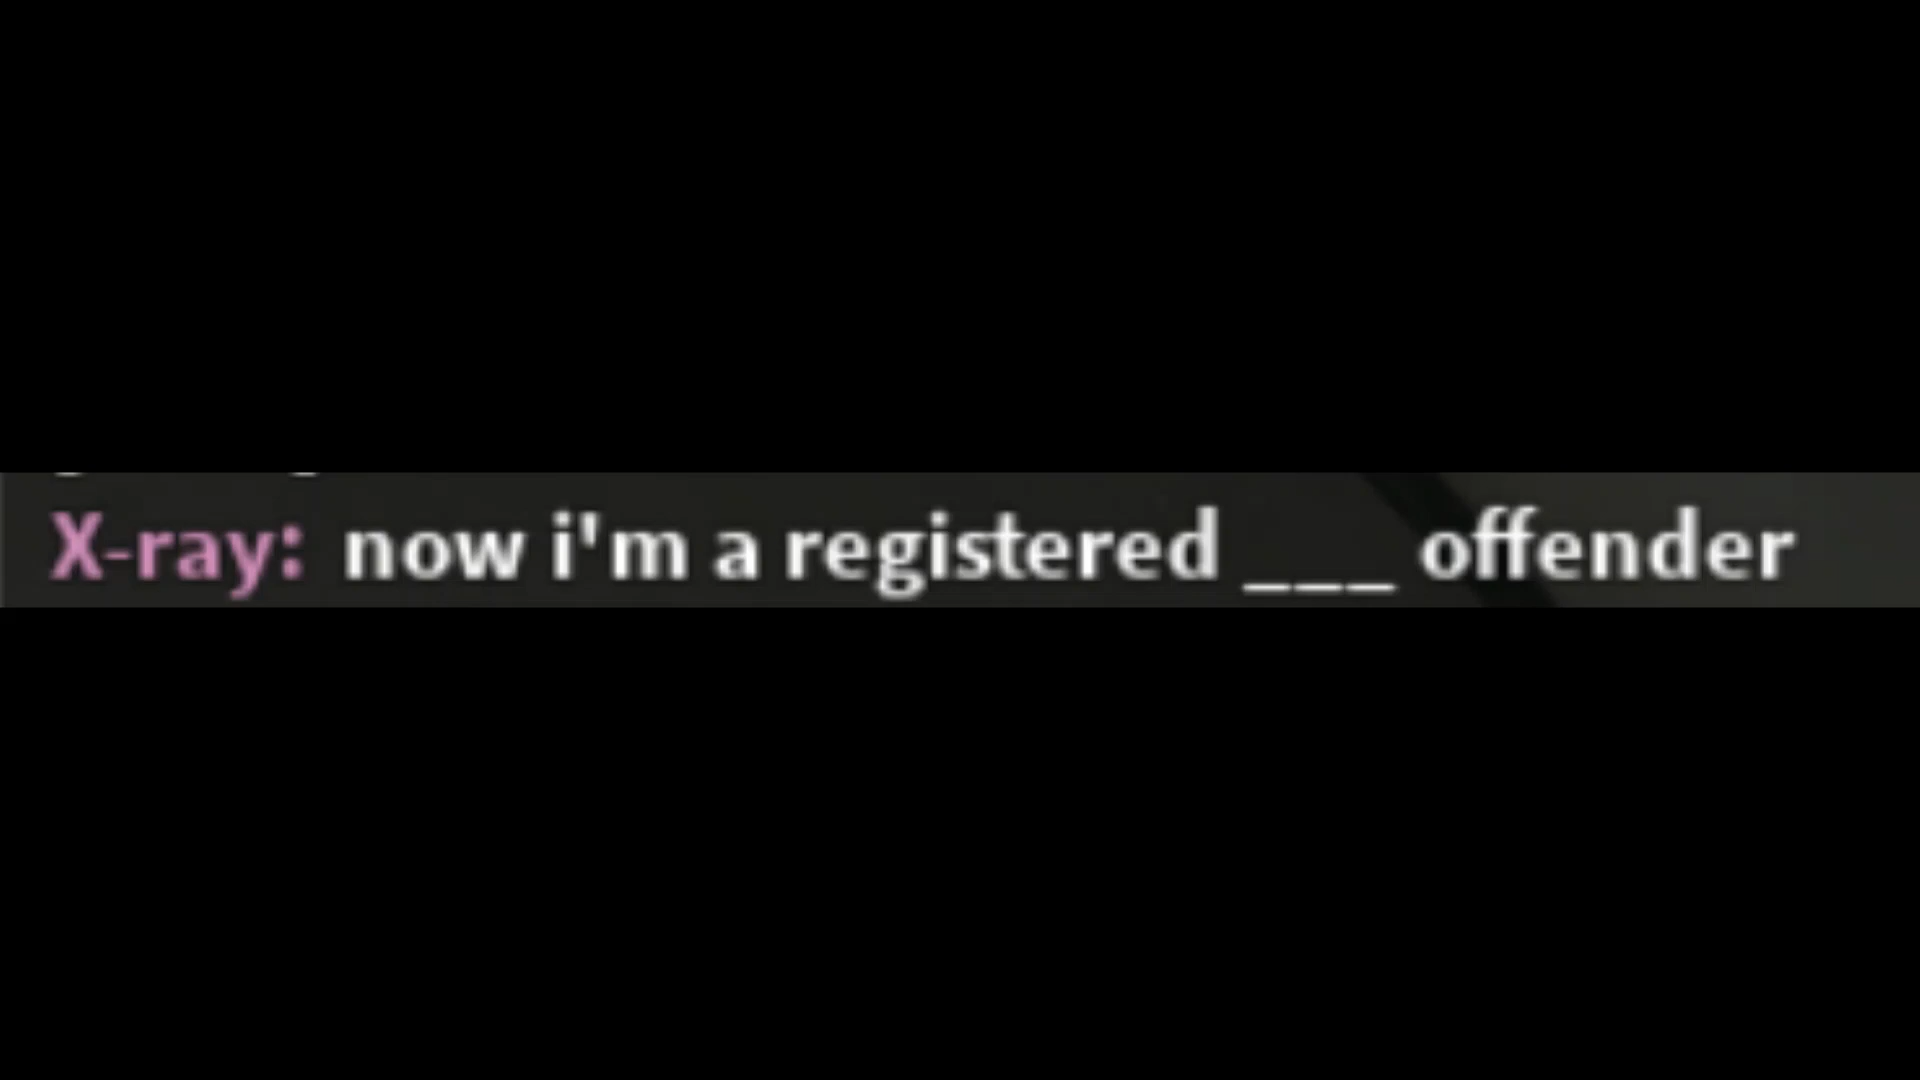 X-ray: now i'm a registered ___ offender